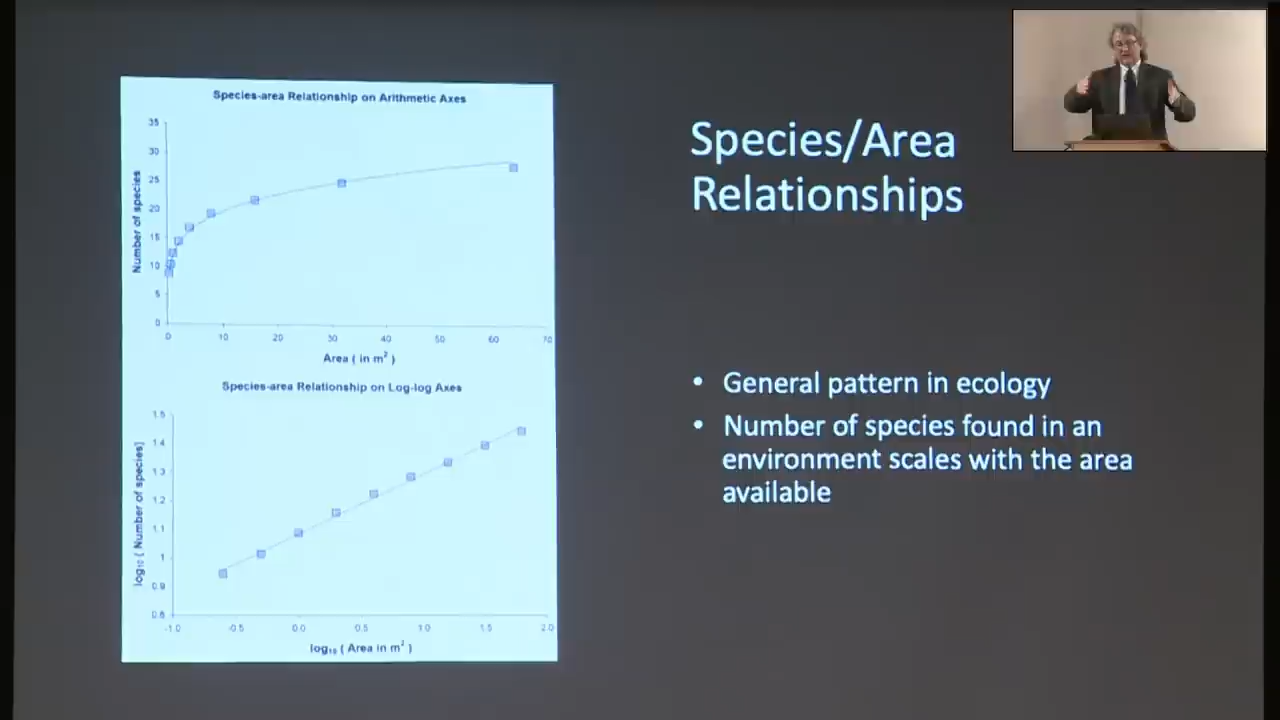 Species-area Relationship on Arithmetic Axes
35
30
25
20
15
10
5
0
Number of species
0 10 20 30 40 50 60 70
Area ( in m²)
Species-area Relationship on Log-log Axes
1.5
1.4
1.3
1.2
1.1
1
0.9
0.8
log₁₀ ( Number of species)
-1.0 -0.5 0.0 0.5 1.0 1.5 2.0
log₁₀ ( Area in m²)
Species/Area
Relationships
• General pattern in ecology
• Number of species found in an
environment scales with the area
available